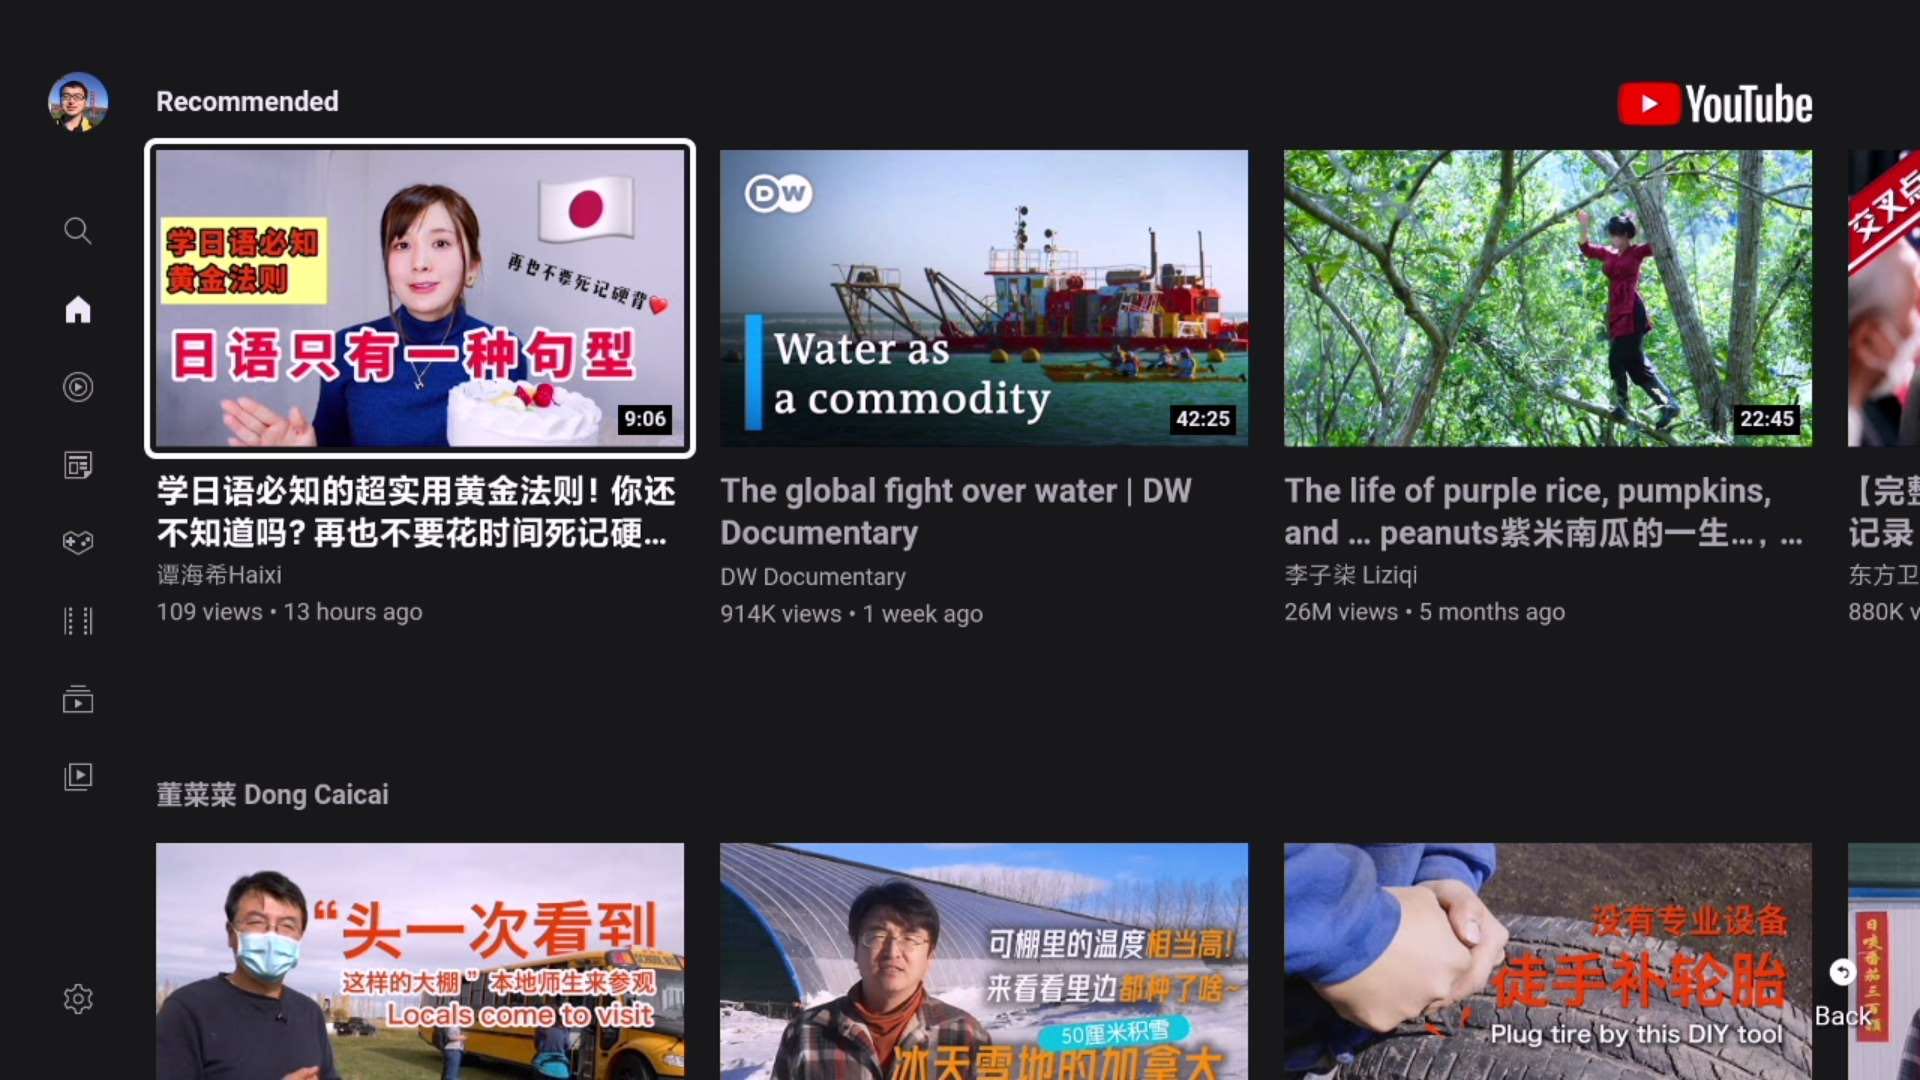 Recommended
YouTube
学日语必知
黄金法则
再也不要死记硬背
日语只有一种句型
9:06
DW
Water as
a commodity
42:25
22:45
交叉点
学日语必知的超实用黄金法则！你还
不知道吗？再也不要花时间死记硬...
谭海希Haixi
109 views • 13 hours ago
The global fight over water | DW
Documentary
DW Documentary
914K views • 1 week ago
The life of purple rice, pumpkins,
and ... peanuts紫米南瓜的一生...，...
李子柒 Liziqi
26M views • 5 months ago
【完整
记录
东方卫
880K v
董菜菜 Dong Caicai
“头一次看到
这样的大棚”本地师生来参观
Locals come to visit
可棚里的温度相当高!
来看看里边都种了啥~
50厘米积雪
冰天雪地的加拿大
没有专业设备
徒手补轮胎
Plug tire by this DIY tool
Back